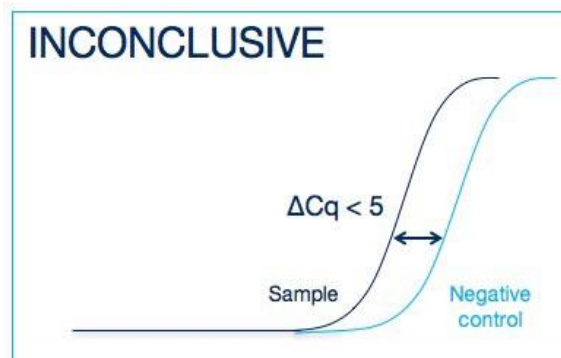 INCONCLUSIVE
ΔCq < 5
Sample
Negative
control